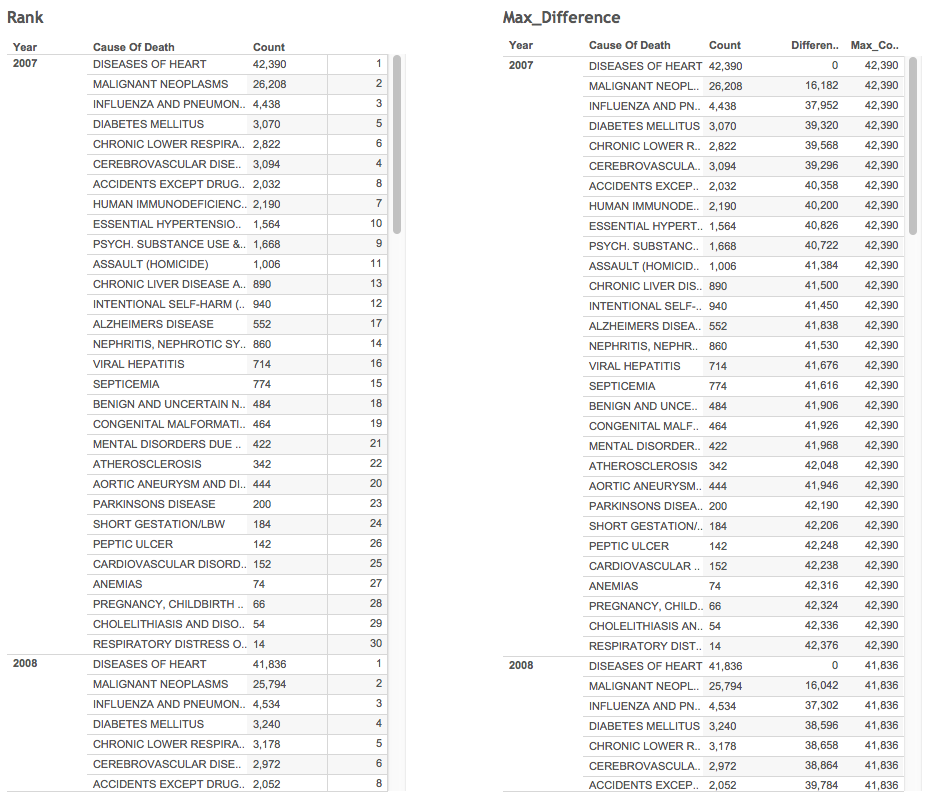 Rank
Year Cause Of Death Count
2007 DISEASES OF HEART 42,390 1
MALIGNANT NEOPLASMS 26,208 2
INFLUENZA AND PNEUMON.. 4,438 3
DIABETES MELLITUS 3,070 5
CHRONIC LOWER RESPIRA.. 2,822 6
CEREBROVASCULAR DISE.. 3,094 4
ACCIDENTS EXCEPT DRUG.. 2,032 8
HUMAN IMMUNODEFICIENC.. 2,190 7
ESSENTIAL HYPERTENSIO.. 1,564 10
PSYCH. SUBSTANCE USE &.. 1,668 9
ASSAULT (HOMICIDE) 1,006 11
CHRONIC LIVER DISEASE A.. 890 13
INTENTIONAL SELF-HARM (.. 940 12
ALZHEIMERS DISEASE 552 17
NEPHRITIS, NEPHROTIC SY.. 860 14
VIRAL HEPATITIS 714 16
SEPTICEMIA 774 15
BENIGN AND UNCERTAIN N.. 484 18
CONGENITAL MALFORMATI.. 464 19
MENTAL DISORDERS DUE .. 422 21
ATHEROSCLEROSIS 342 22
AORTIC ANEURYSM AND DI.. 444 20
PARKINSONS DISEASE 200 23
SHORT GESTATION/LBW 184 24
PEPTIC ULCER 142 26
CARDIOVASCULAR DISORD.. 152 25
ANEMIAS 74 27
PREGNANCY, CHILDBIRTH .. 66 28
CHOLELITHIASIS AND DISO.. 54 29
RESPIRATORY DISTRESS O.. 14 30
2008 DISEASES OF HEART 41,836 1
MALIGNANT NEOPLASMS 25,794 2
INFLUENZA AND PNEUMON.. 4,534 3
DIABETES MELLITUS 3,240 4
CHRONIC LOWER RESPIRA.. 3,178 5
CEREBROVASCULAR DISE.. 2,972 6
ACCIDENTS EXCEPT DRUG.. 2,052 8
Max_Difference
Year Cause Of Death Count Differen.. Max_Co..
2007 DISEASES OF HEART 42,390 0 42,390
MALIGNANT NEOPL.. 26,208 16,182 42,390
INFLUENZA AND PN.. 4,438 37,952 42,390
DIABETES MELLITUS 3,070 39,320 42,390
CHRONIC LOWER R.. 2,822 39,568 42,390
CEREBROVASCULA.. 3,094 39,296 42,390
ACCIDENTS EXCEP.. 2,032 40,358 42,390
HUMAN IMMUNODE.. 2,190 40,200 42,390
ESSENTIAL HYPERT.. 1,564 40,826 42,390
PSYCH. SUBSTANC.. 1,668 40,722 42,390
ASSAULT (HOMICID.. 1,006 41,384 42,390
CHRONIC LIVER DIS.. 890 41,500 42,390
INTENTIONAL SELF-.. 940 41,450 42,390
ALZHEIMERS DISEA.. 552 41,838 42,390
NEPHRITIS, NEPHR.. 860 41,530 42,390
VIRAL HEPATITIS 714 41,676 42,390
SEPTICEMIA 774 41,616 42,390
BENIGN AND UNCE.. 484 41,906 42,390
CONGENITAL MALF.. 464 41,926 42,390
MENTAL DISORDER.. 422 41,968 42,390
ATHEROSCLEROSIS 342 42,048 42,390
AORTIC ANEURYSM.. 444 41,946 42,390
PARKINSONS DISEA.. 200 42,190 42,390
SHORT GESTATION/.. 184 42,206 42,390
PEPTIC ULCER 142 42,248 42,390
CARDIOVASCULAR .. 152 42,238 42,390
ANEMIAS 74 42,316 42,390
PREGNANCY, CHILD.. 66 42,324 42,390
CHOLELITHIASIS AN.. 54 42,336 42,390
RESPIRATORY DIST.. 14 42,376 42,390
2008 DISEASES OF HEART 41,836 0 41,836
MALIGNANT NEOPL.. 25,794 16,042 41,836
INFLUENZA AND PN.. 4,534 37,302 41,836
DIABETES MELLITUS 3,240 38,596 41,836
CHRONIC LOWER R.. 3,178 38,658 41,836
CEREBROVASCULA.. 2,972 38,864 41,836
ACCIDENTS EXCEP.. 2,052 39,784 41,836